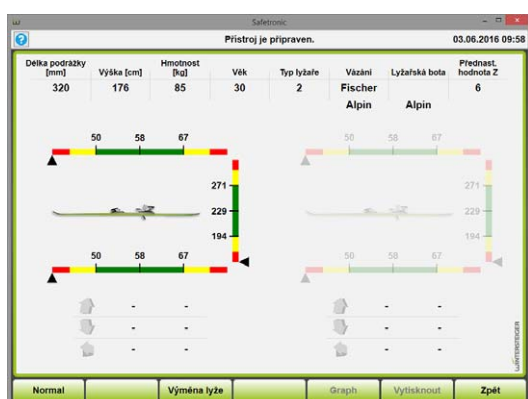 Safetronic
Přístroj je připraven. 03.06.2016 09:58
Délka podrážky [mm] Výška [cm] Hmotnost [kg] Věk Typ lyžaře Vázání Lyžařská bota Přednast. hodnota Z
320 176 85 30 2 Fischer 6
Alpin Alpin
50 58 67 50 58 67
271 271
229 229
194 194
50 58 67 50 58 67
- - - -
- - - -
- - - -
WINTERSTEIGER
Normal Výměna lyže Graph Vytisknout Zpět